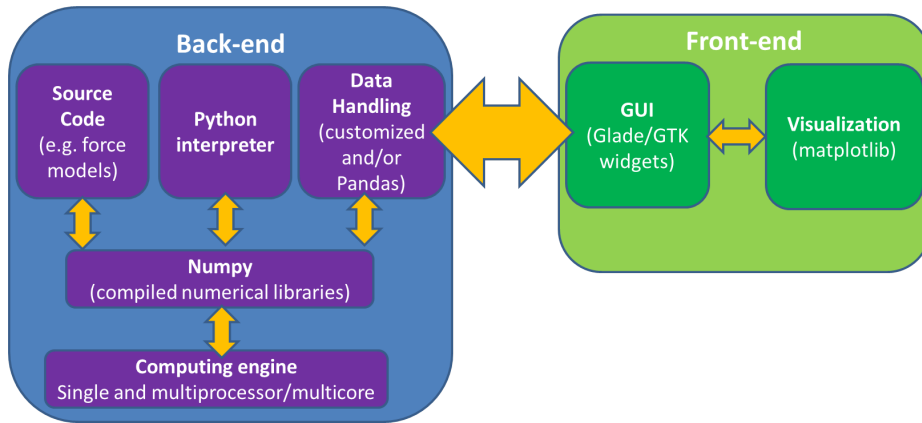 Back-end
Source
Code
(e.g. force
models)
Python
interpreter
Data
Handling
(customized
and/or
Pandas)
Numpy
(compiled numerical libraries)
Computing engine
Single and multiprocessor/multicore
Front-end
GUI
(Glade/GTK
widgets)
Visualization
(matplotlib)